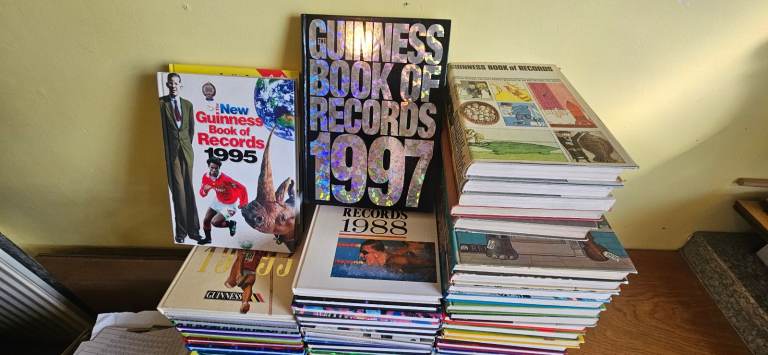 The New
Guinness
Book of
Records
1995
THE
GUINNESS
BOOK OF
RECORDS
1997
GUINNESS BOOK of RECORDS
RECORDS
1988
GUINNESS